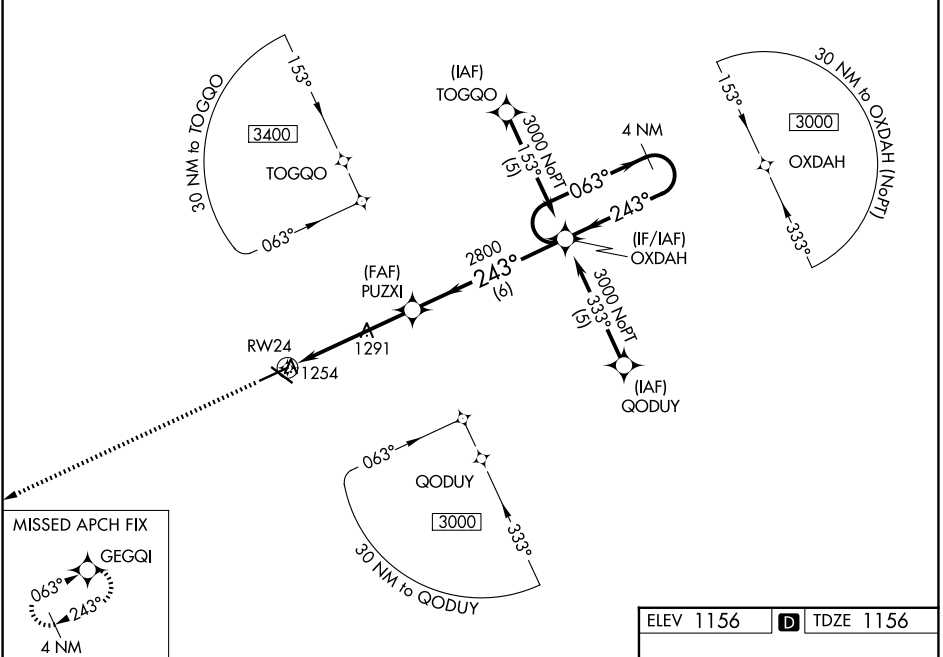 30 NM to TOGQO
153°
3400
TOGQO
063°
(IAF)
TOGQO
3000 NoPT
153°
(5)
4 NM
063°
243°
(IF/IAF)
OXDAH
30 NM to OXDAH (NoPT)
153°
3000
OXDAH
333°
2800
243°
(6)
(FAF)
PUZXI
3000 NoPT
333°
(5)
(IAF)
QODUY
RW24
1291
1254
063°
QODUY
3000
333°
30 NM to QODUY
MISSED APCH FIX
GEGQI
063°
243°
4 NM
ELEV 1156 D TDZE 1156